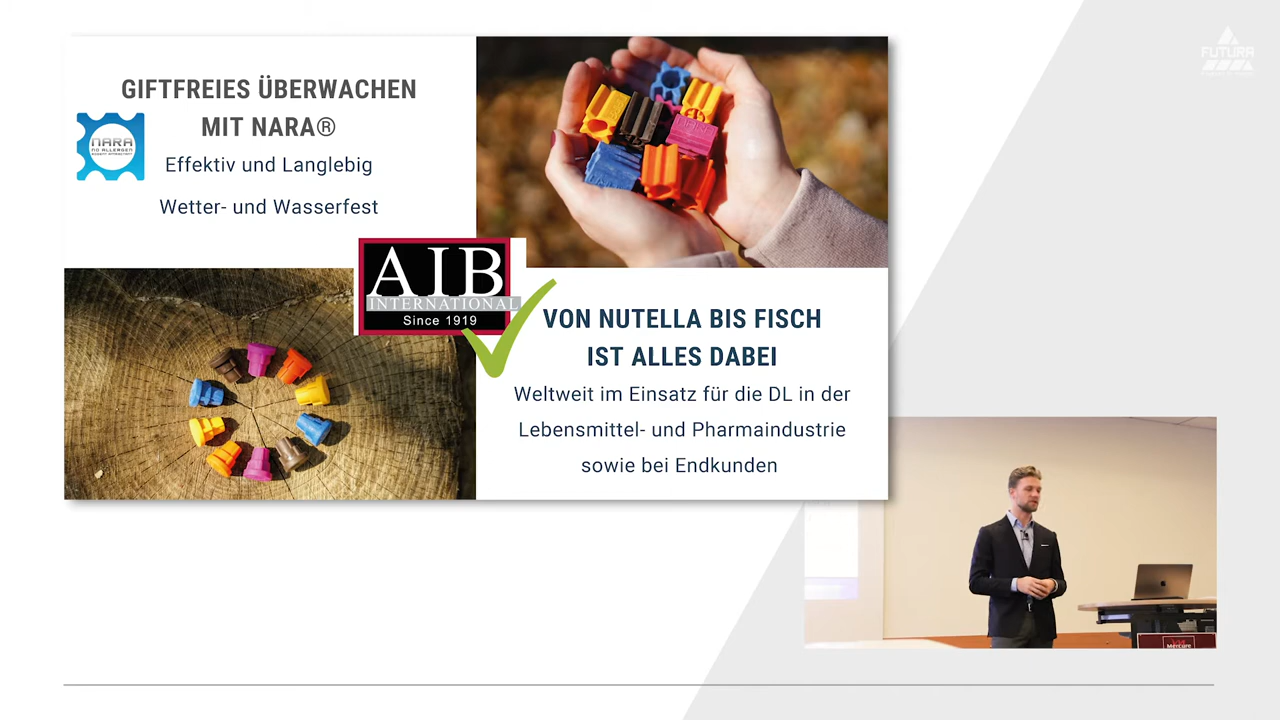 GIFTFREIES ÜBERWACHEN
MIT NARA®
NARA
NO ALLERGEN
Effektiv und Langlebig
Wetter- und Wasserfest
AIB
INTERNATIONAL
Since 1919
VON NUTELLA BIS FISCH
IST ALLES DABEI
Weltweit im Einsatz für die DL in der
Lebensmittel- und Pharmaindustrie
sowie bei Endkunden
FUTURA
Mercure